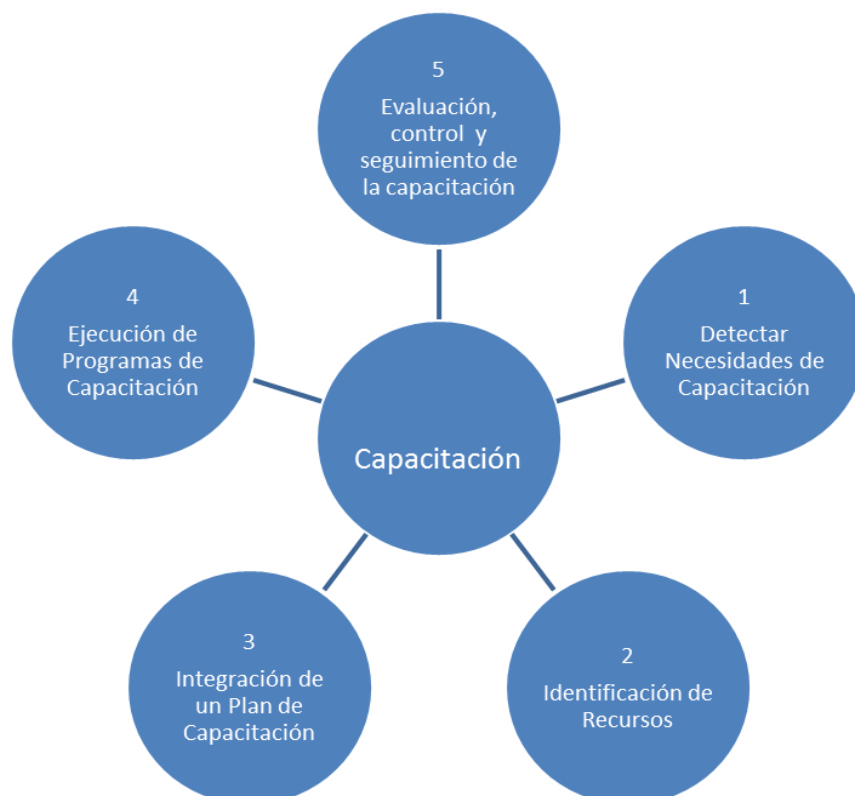 5
Evaluación,
control y
seguimiento de
la capacitación
4
Ejecución de
Programas de
Capacitación
1
Detectar
Necesidades de
Capacitación
Capacitación
3
Integración de
un Plan de
Capacitación
2
Identificación de
Recursos